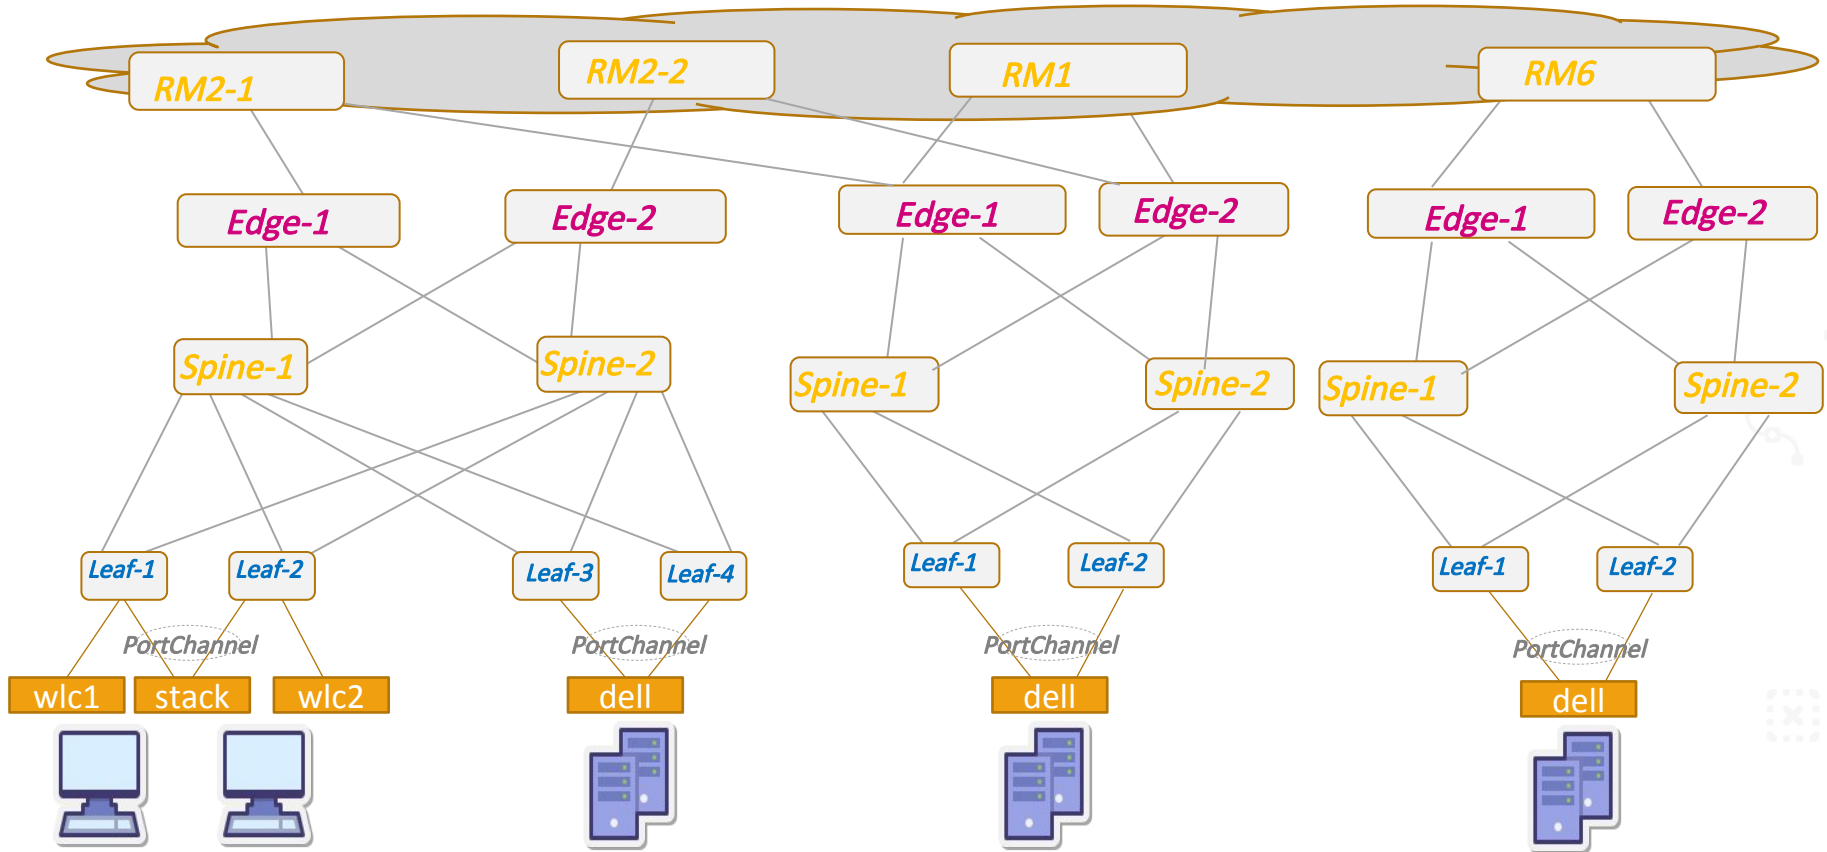 RM2-1
RM2-2
RM1
RM6
Edge-1
Edge-2
Edge-1
Edge-2
Edge-1
Edge-2
Spine-1
Spine-2
Spine-1
Spine-2
Spine-1
Spine-2
Leaf-1
Leaf-2
Leaf-3
Leaf-4
Leaf-1
Leaf-2
Leaf-1
Leaf-2
PortChannel
PortChannel
PortChannel
PortChannel
wlc1
stack
wlc2
dell
dell
dell